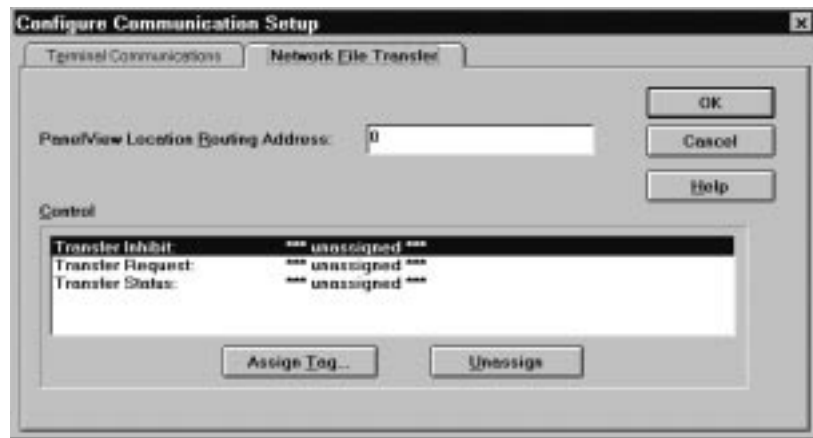 Configure Communication Setup
Terminal Communications
Network File Transfer
OK
PanelView Location Routing Address: 0
Cancel
Help
Control
Transfer Inhibit: *** unassigned ***
Transfer Request: *** unassigned ***
Transfer Status: *** unassigned ***
Assign Tag...
Unassign